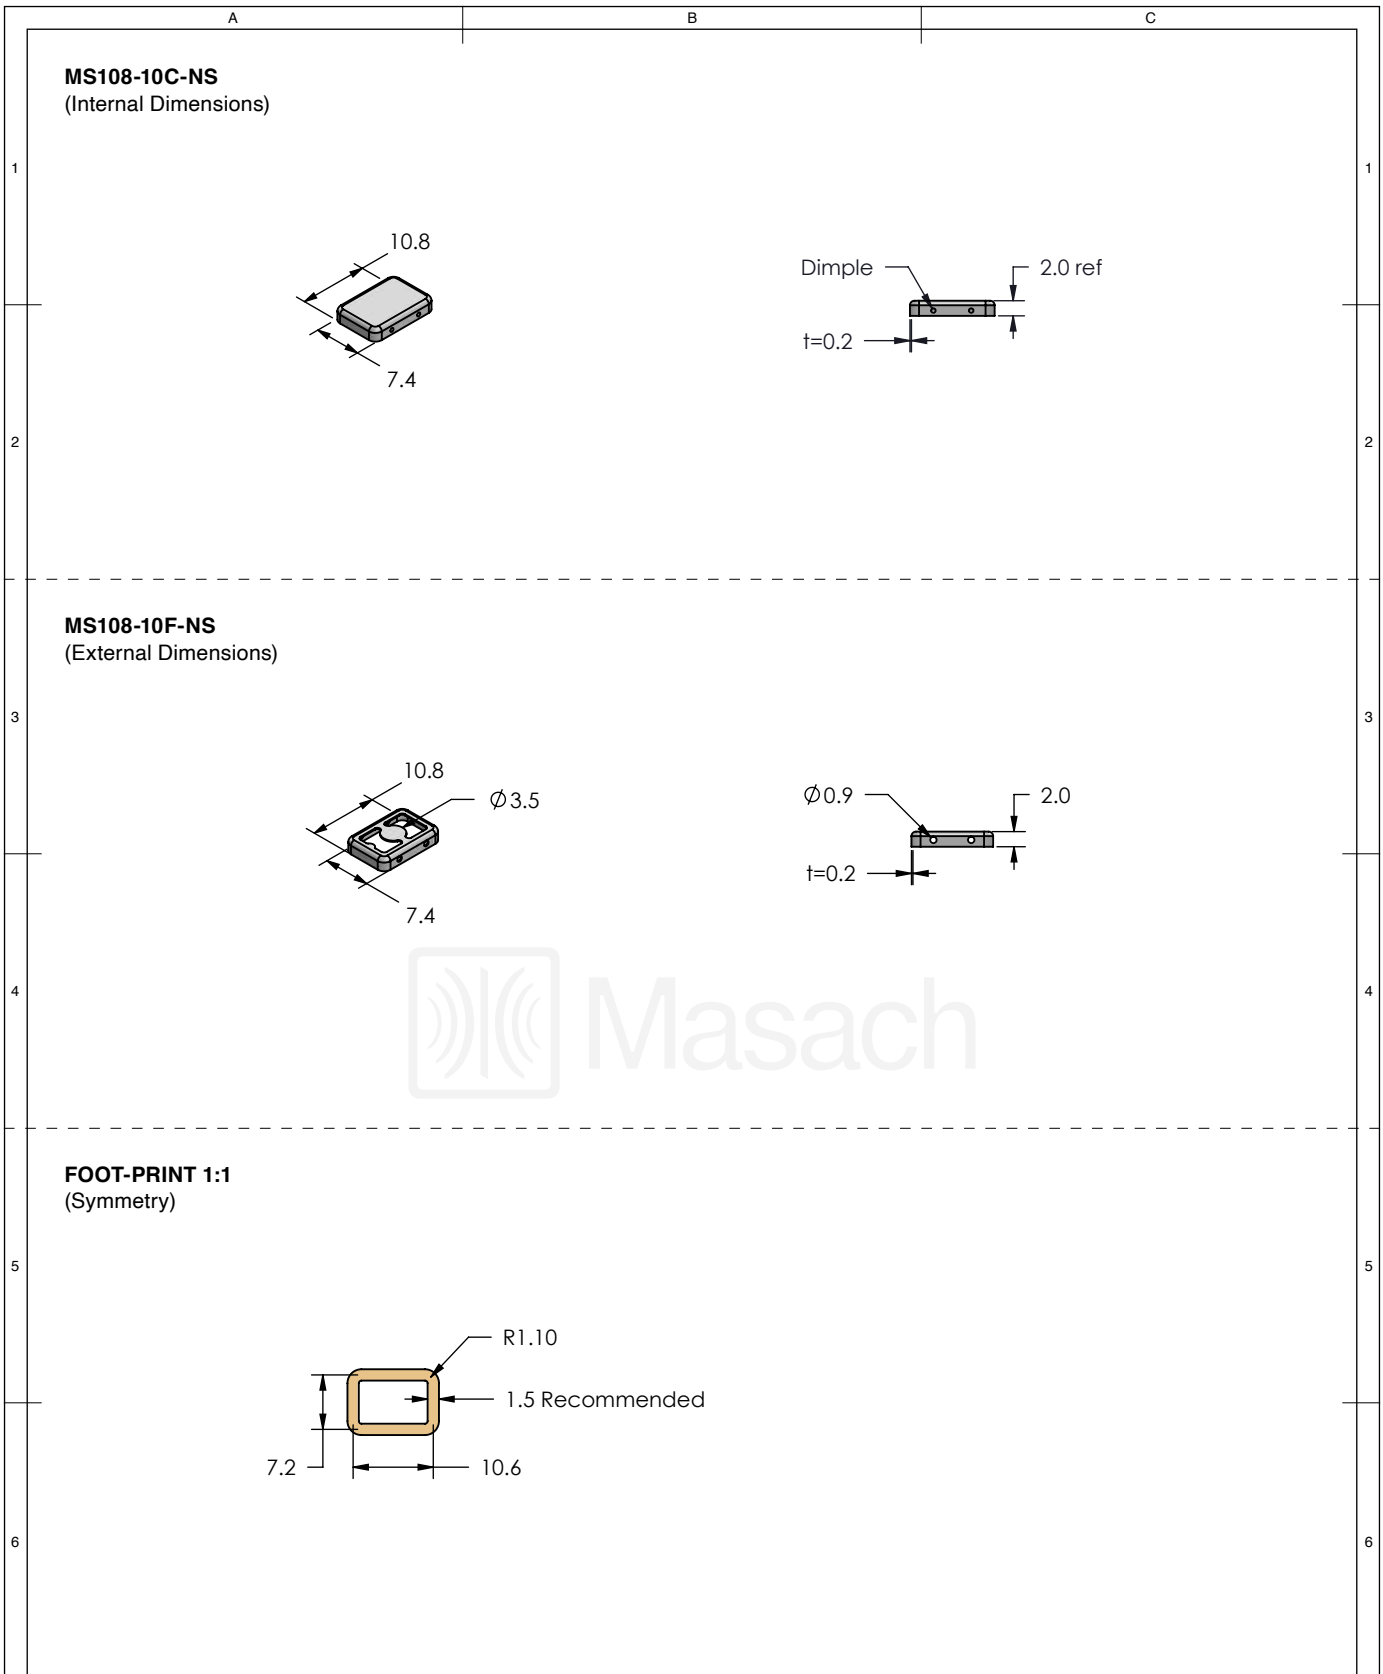 A B C
MS108-10C-NS
(Internal Dimensions)
1 1
10.8
Dimple 2.0 ref
t=0.2
7.4
2 2
MS108-10F-NS
(External Dimensions)
3 3
10.8
Ø3.5 Ø0.9 2.0
t=0.2
7.4
Masach
4 4
FOOT-PRINT 1:1
(Symmetry)
5 5
R1.10
1.5 Recommended
7.2 10.6
6 6